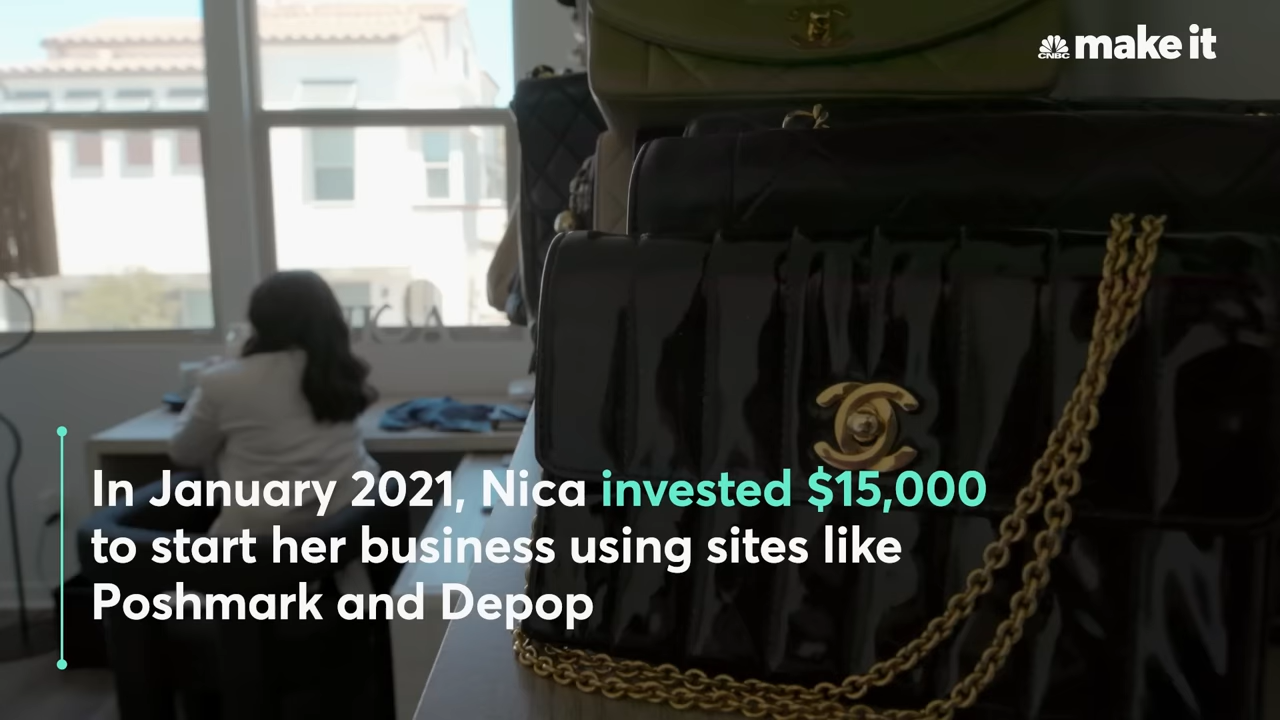 CNBC make it
In January 2021, Nica invested $15,000
to start her business using sites like
Poshmark and Depop